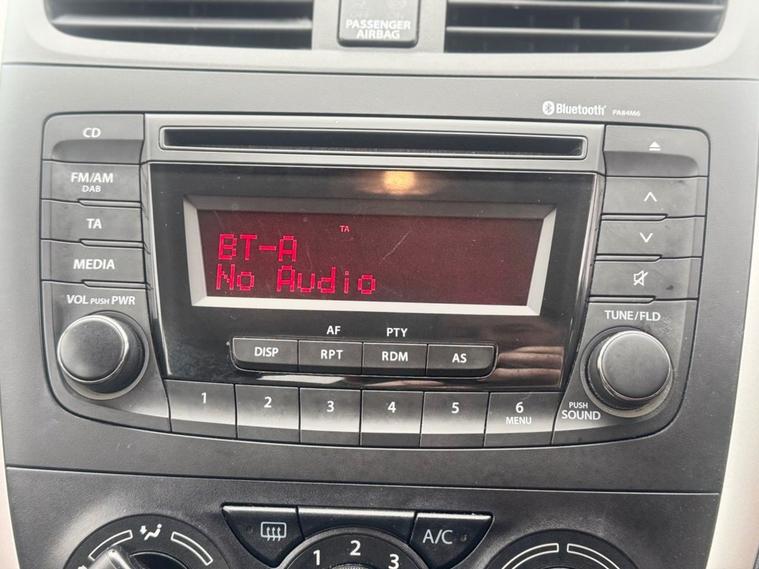 PASSENGER
AIRBAG
Bluetooth® PA84M6
CD
FM/AM
DAB
TA
MEDIA
VOL PUSH PWR
TA
BT-A
No Audio
AF PTY
DISP RPT RDM AS
TUNE/FLD
PUSH
SOUND
1 2 3 4 5 6
MENU
A/C
1 2 3